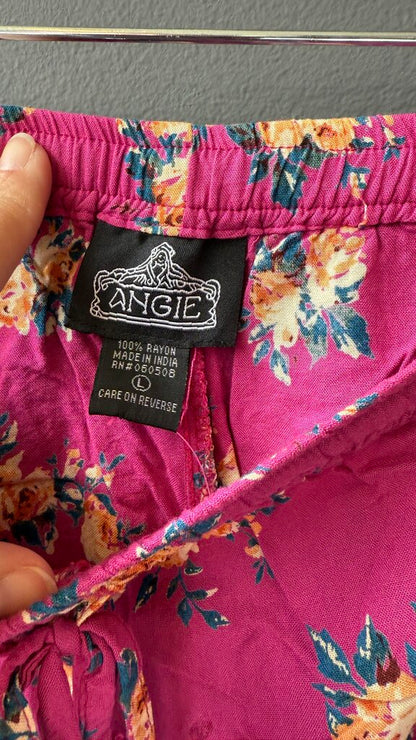 ANGIE
100% RAYON
MADE IN INDIA
RN#060508
L
CARE ON REVERSE